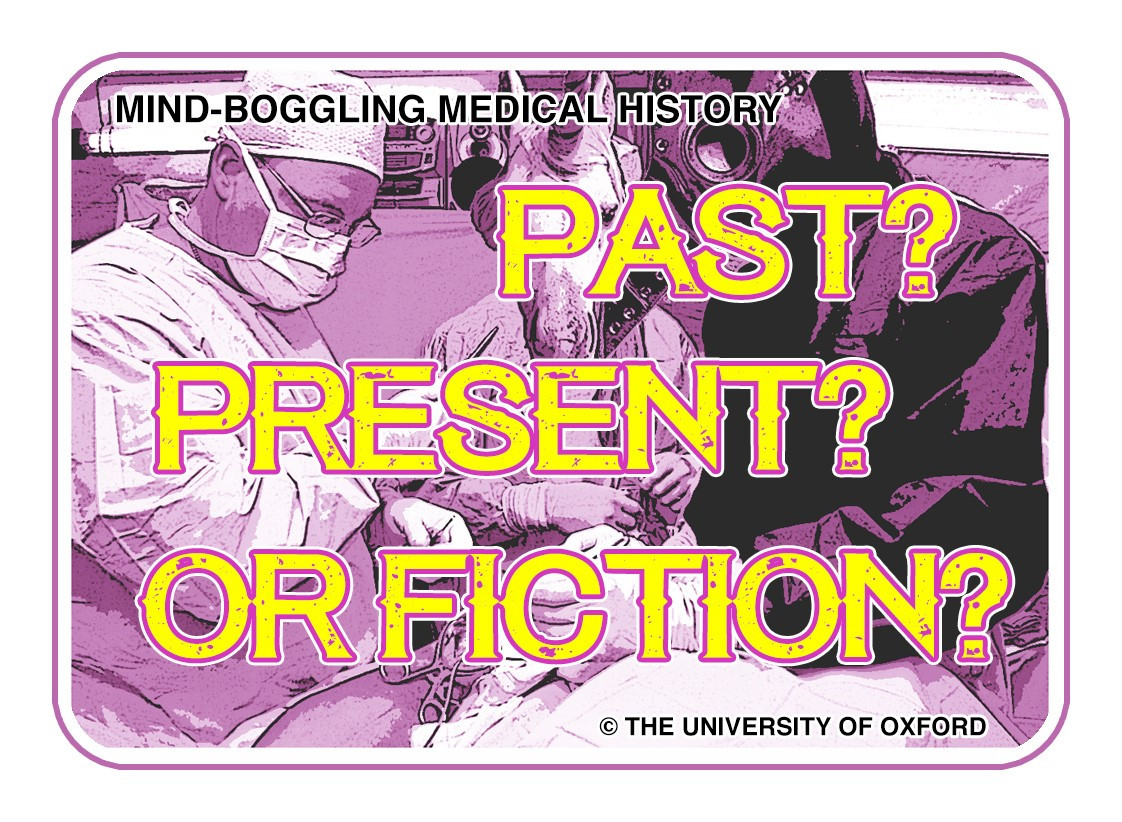 MIND-BOGGLING MEDICAL HISTORY
PAST?
PRESENT?
OR FICTION?
© THE UNIVERSITY OF OXFORD